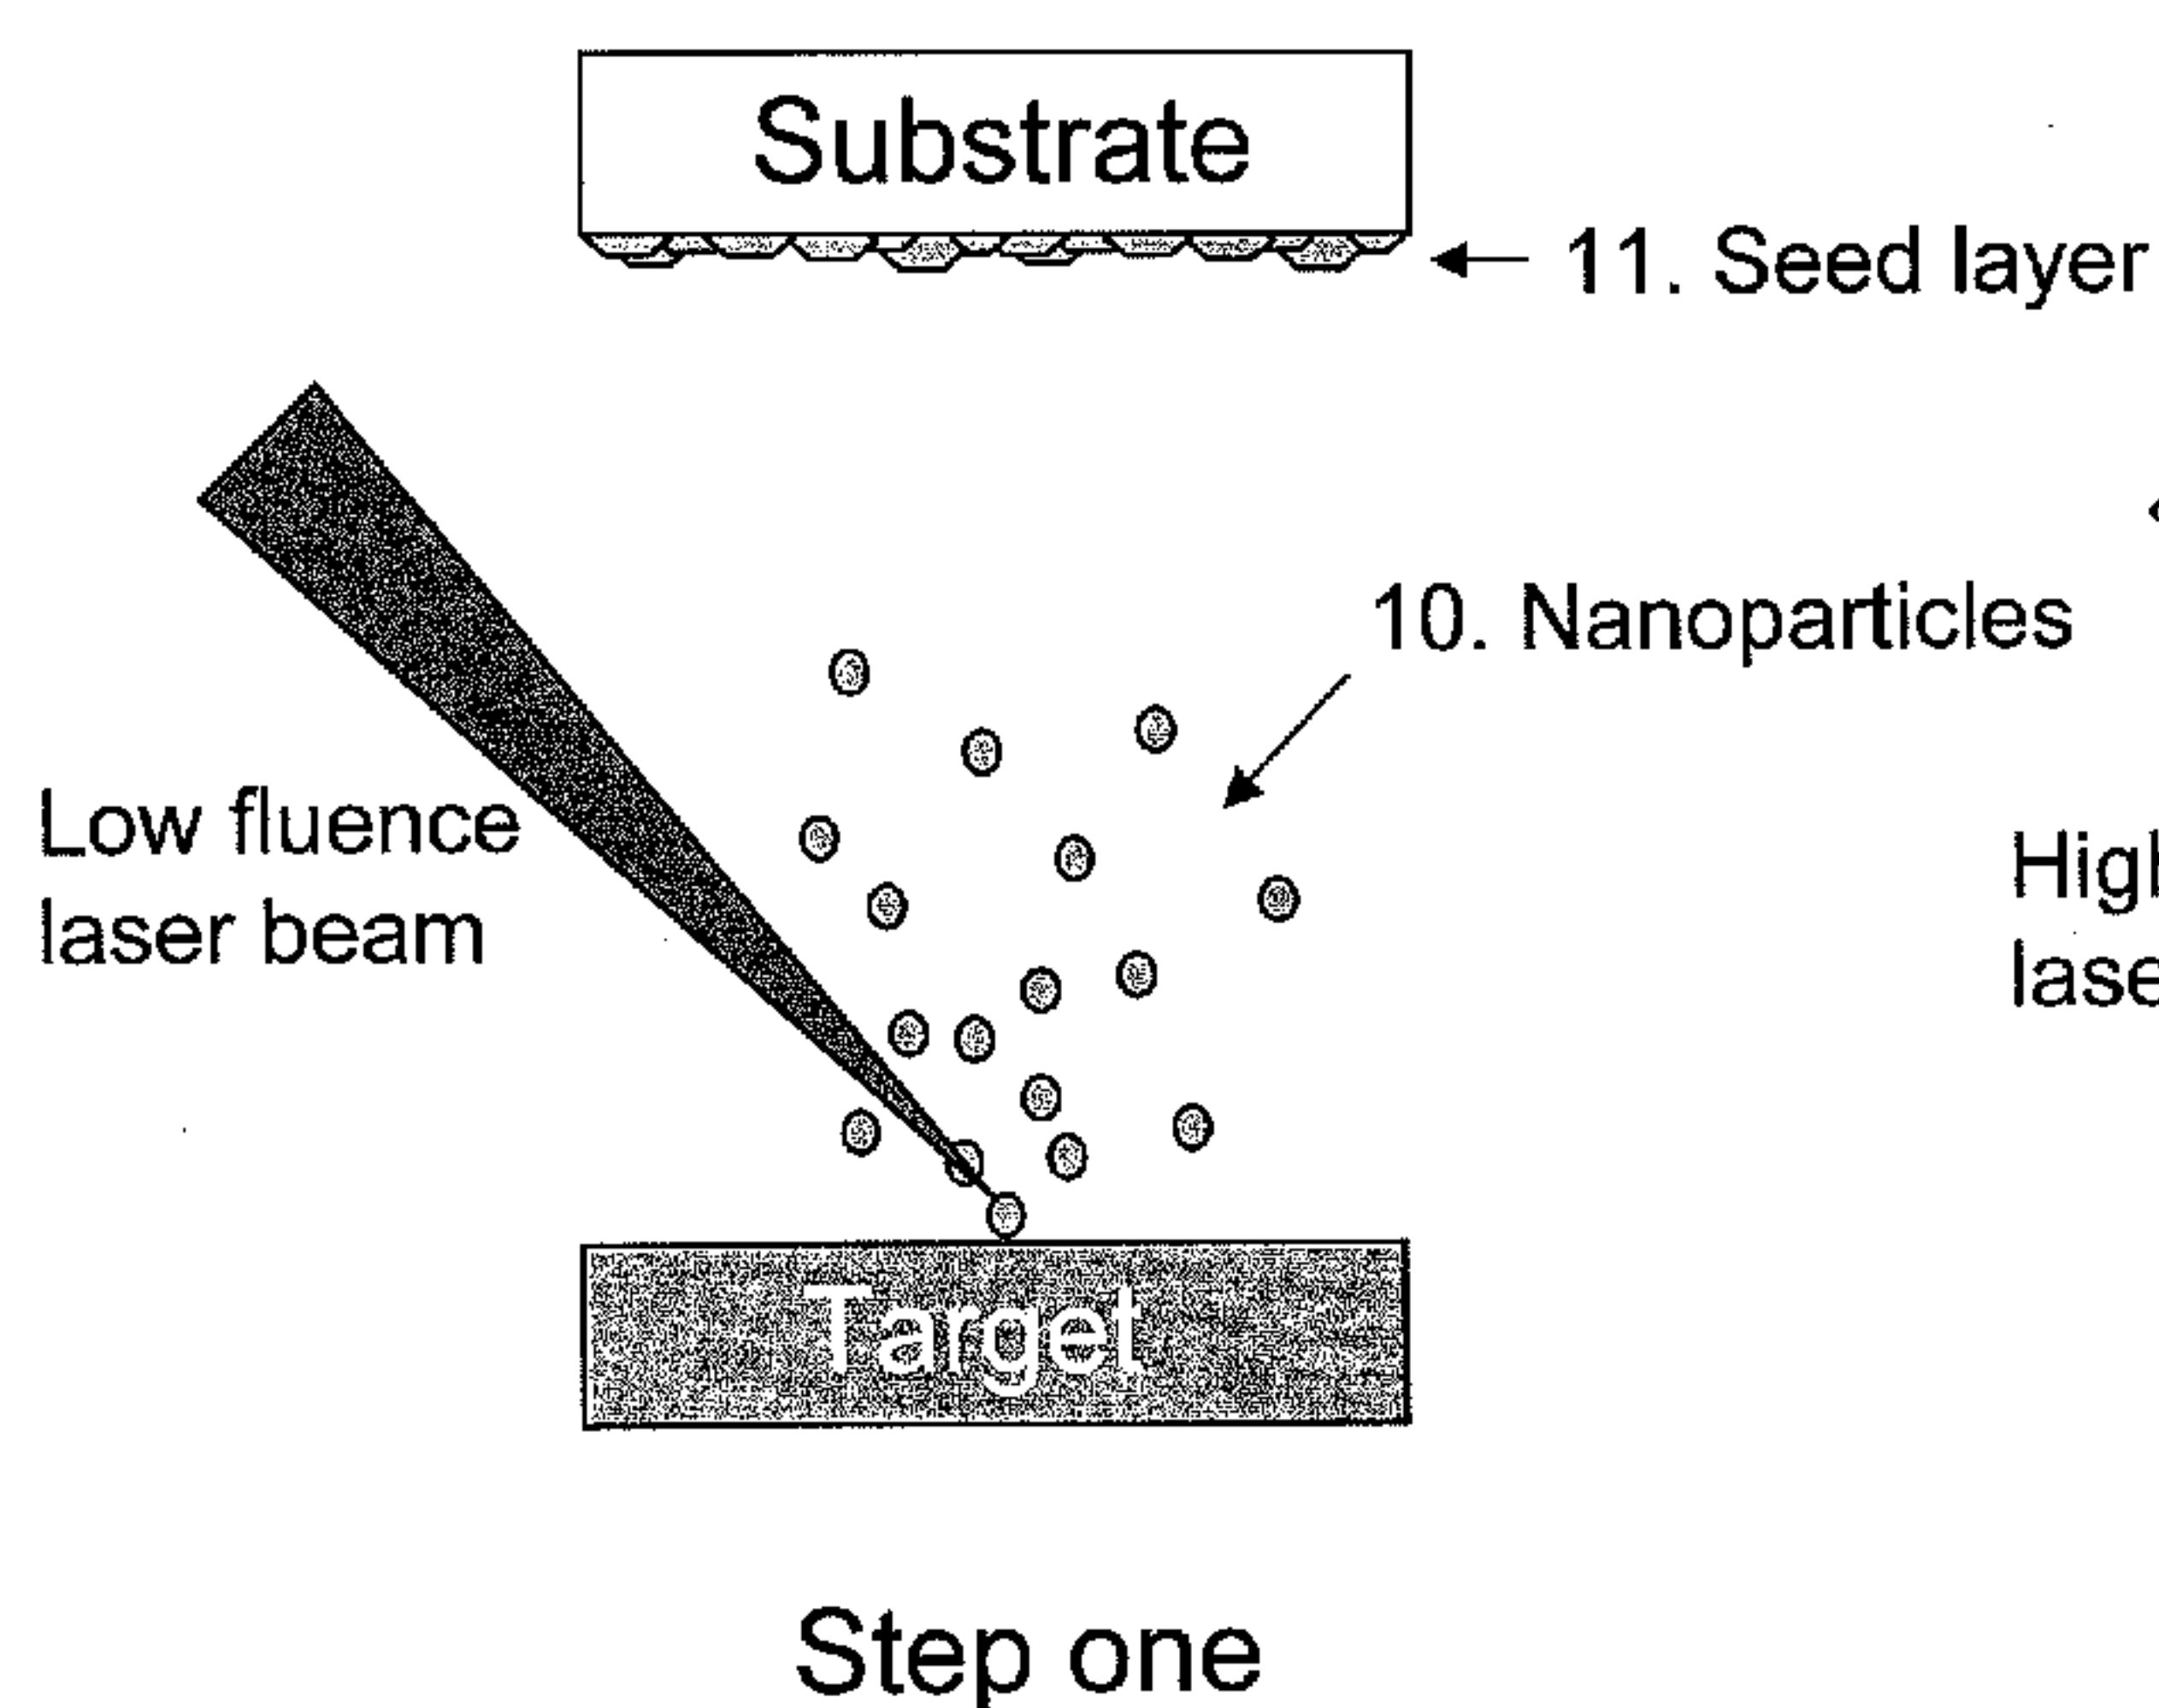 Substrate
11. Seed layer
10. Nanoparticles
Low fluence
laser beam
Target
Step one